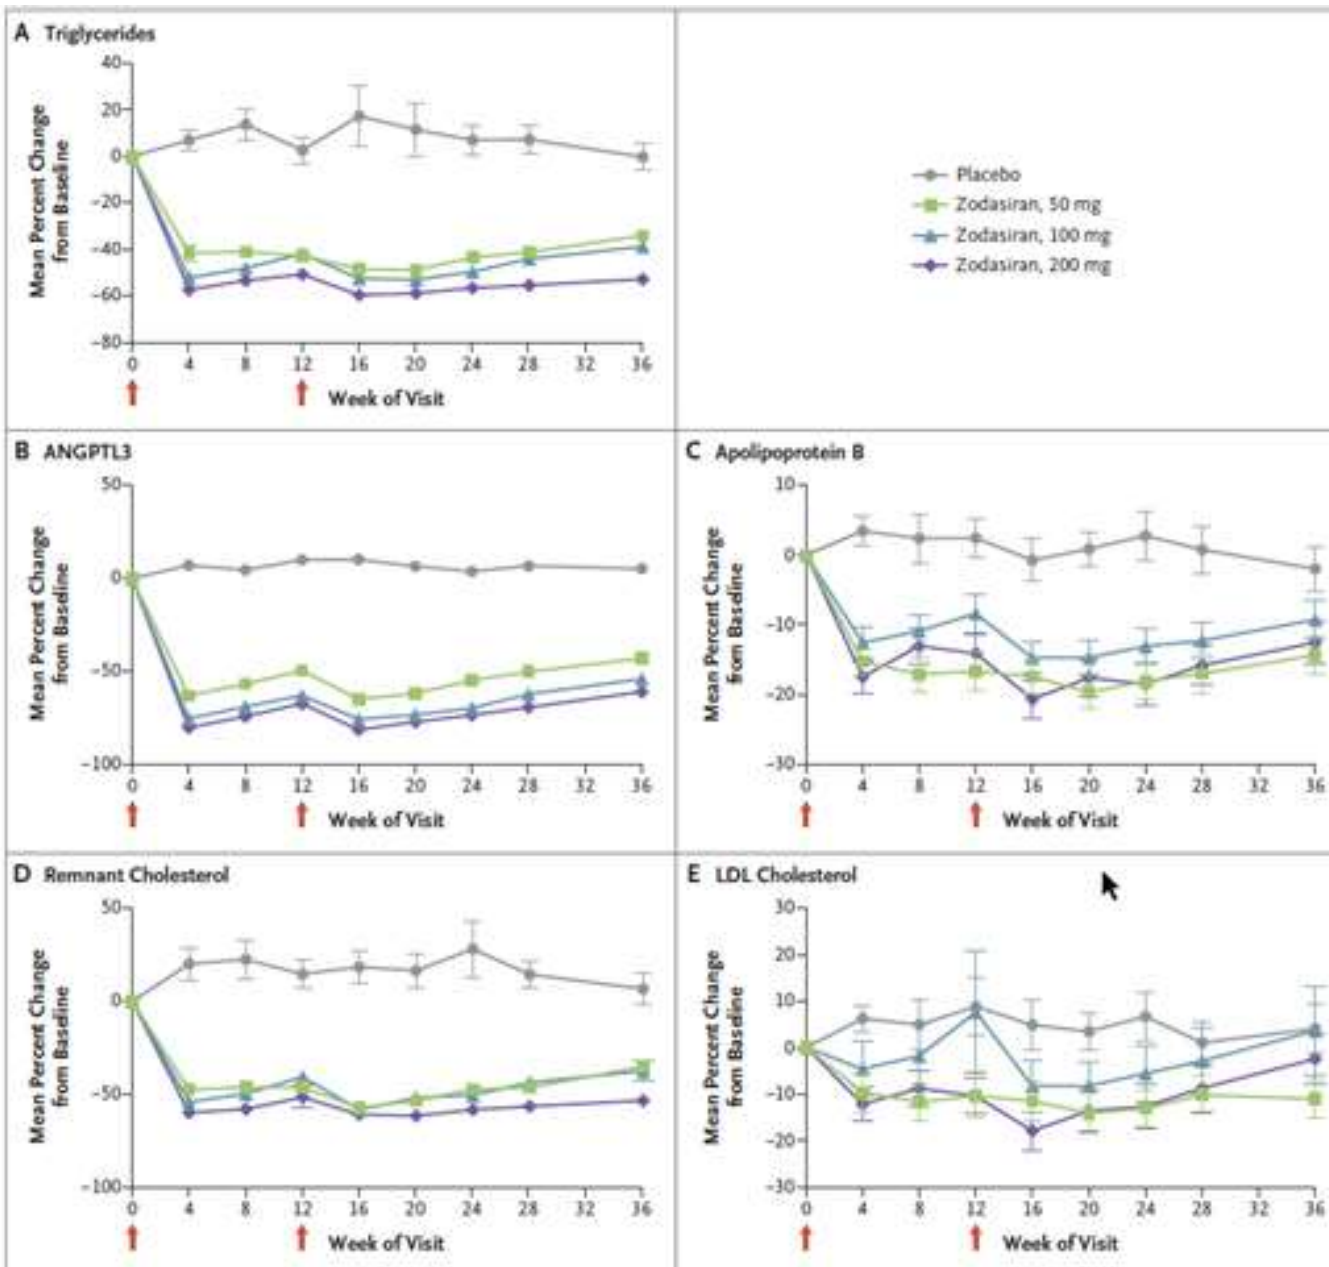 A Triglycerides
Mean Percent Change
from Baseline
40
20
0
−20
−40
−60
−80
0 4 8 12 16 20 24 28 32 36
Week of Visit
Placebo
Zodasiran, 50 mg
Zodasiran, 100 mg
Zodasiran, 200 mg
B ANGPTL3
Mean Percent Change
from Baseline
50
0
−50
−100
0 4 8 12 16 20 24 28 32 36
Week of Visit
C Apolipoprotein B
Mean Percent Change
from Baseline
10
0
−10
−20
−30
0 4 8 12 16 20 24 28 32 36
Week of Visit
D Remnant Cholesterol
Mean Percent Change
from Baseline
50
0
−50
−100
0 4 8 12 16 20 24 28 32 36
Week of Visit
E LDL Cholesterol
Mean Percent Change
from Baseline
30
20
10
0
−10
−20
−30
0 4 8 12 16 20 24 28 32 36
Week of Visit